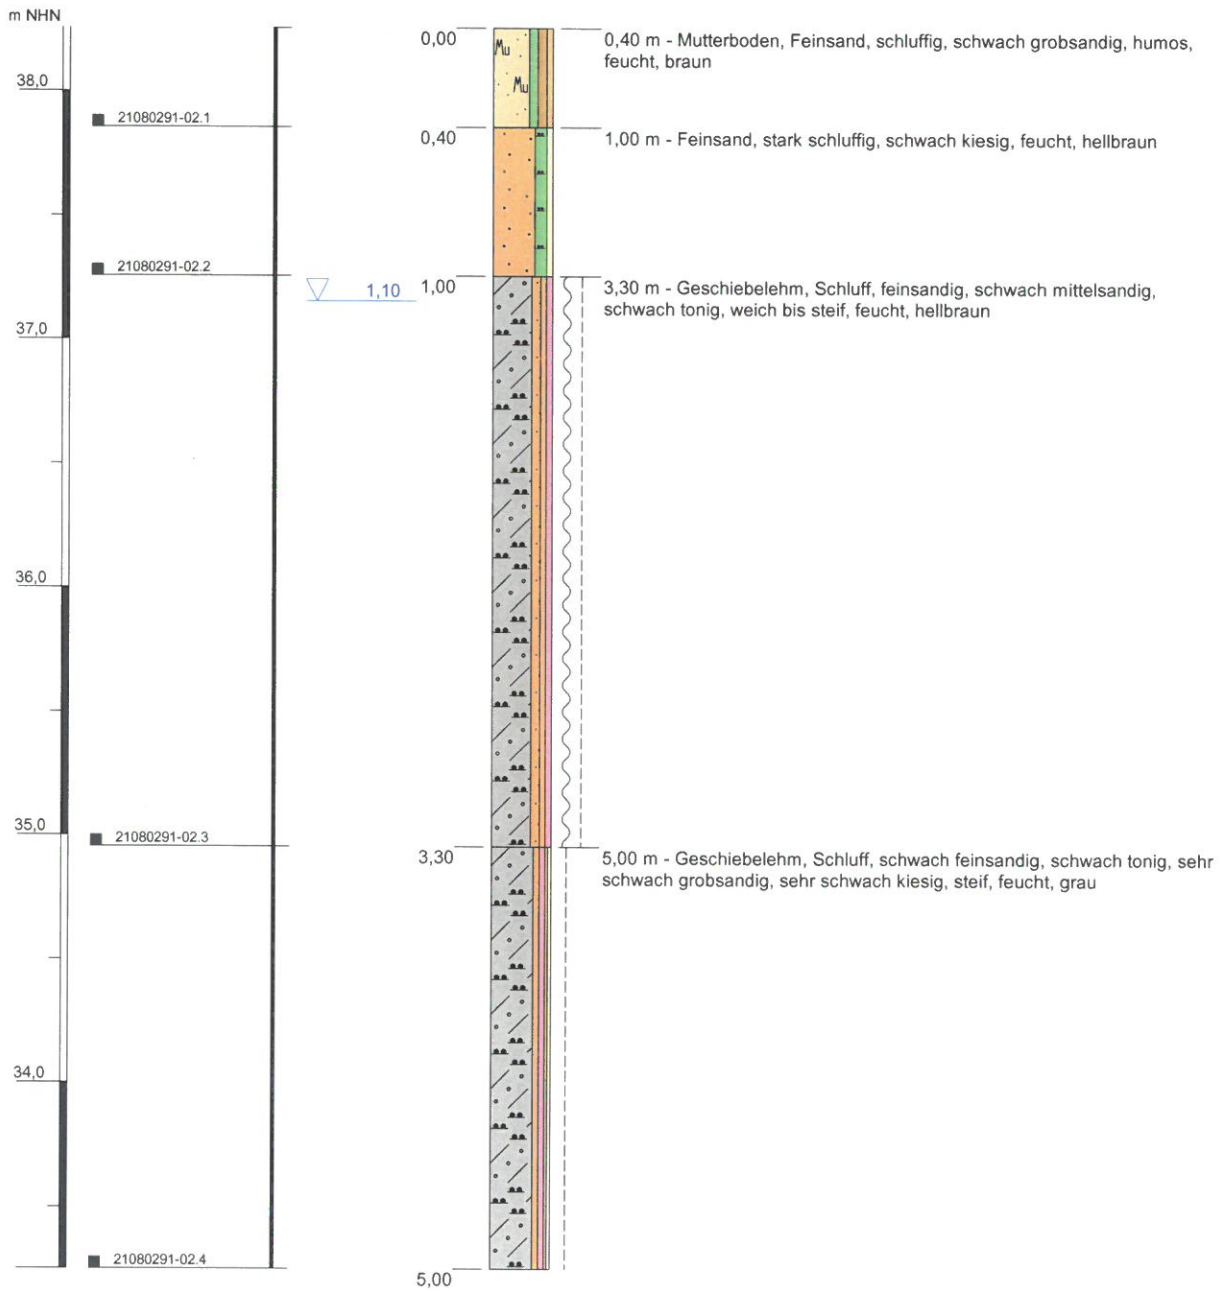 m NHN
0,00
0,40 m - Mutterboden, Feinsand, schluffig, schwach grobsandig, humos,
feucht, braun
Mu
Mu
38,0
21080291-02.1
0,40
1,00 m - Feinsand, stark schluffig, schwach kiesig, feucht, hellbraun
21080291-02.2
1,10
1,00
3,30 m - Geschiebelehm, Schluff, feinsandig, schwach mittelsandig,
schwach tonig, weich bis steif, feucht, hellbraun
37,0
36,0
35,0
21080291-02.3
3,30
5,00 m - Geschiebelehm, Schluff, schwach feinsandig, schwach tonig, sehr
schwach grobsandig, sehr schwach kiesig, steif, feucht, grau
34,0
21080291-02.4
5,00